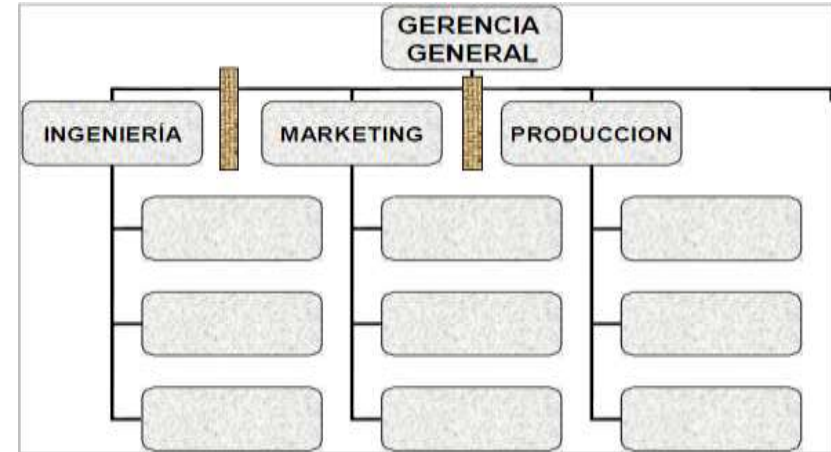 GERENCIA
GENERAL
INGENIERÍA
MARKETING
PRODUCCION